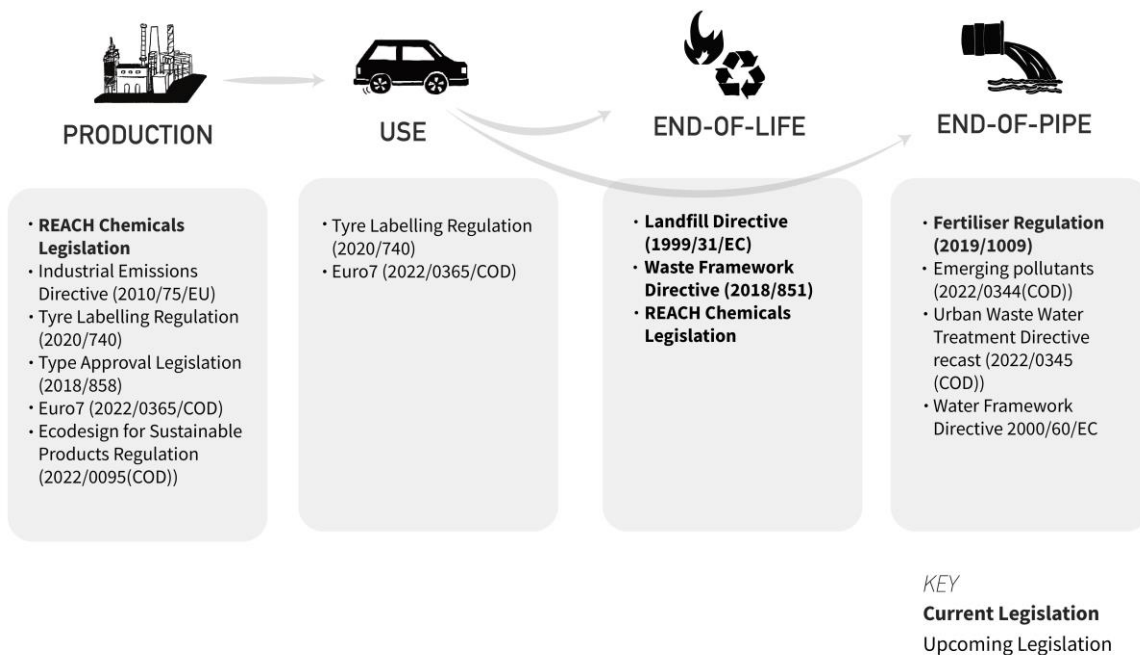 PRODUCTION
USE
END-OF-LIFE
END-OF-PIPE
· REACH Chemicals
Legislation
· Industrial Emissions
Directive (2010/75/EU)
· Tyre Labelling Regulation
(2020/740)
· Type Approval Legislation
(2018/858)
· Euro7 (2022/0365/COD)
· Ecodesign for Sustainable
Products Regulation
(2022/0095(COD))
· Tyre Labelling Regulation
(2020/740)
· Euro7 (2022/0365/COD)
· Landfill Directive
(1999/31/EC)
· Waste Framework
Directive (2018/851)
· REACH Chemicals
Legislation
· Fertiliser Regulation
(2019/1009)
· Emerging pollutants
(2022/0344(COD))
· Urban Waste Water
Treatment Directive
recast (2022/0345
(COD))
· Water Framework
Directive 2000/60/EC
KEY
Current Legislation
Upcoming Legislation